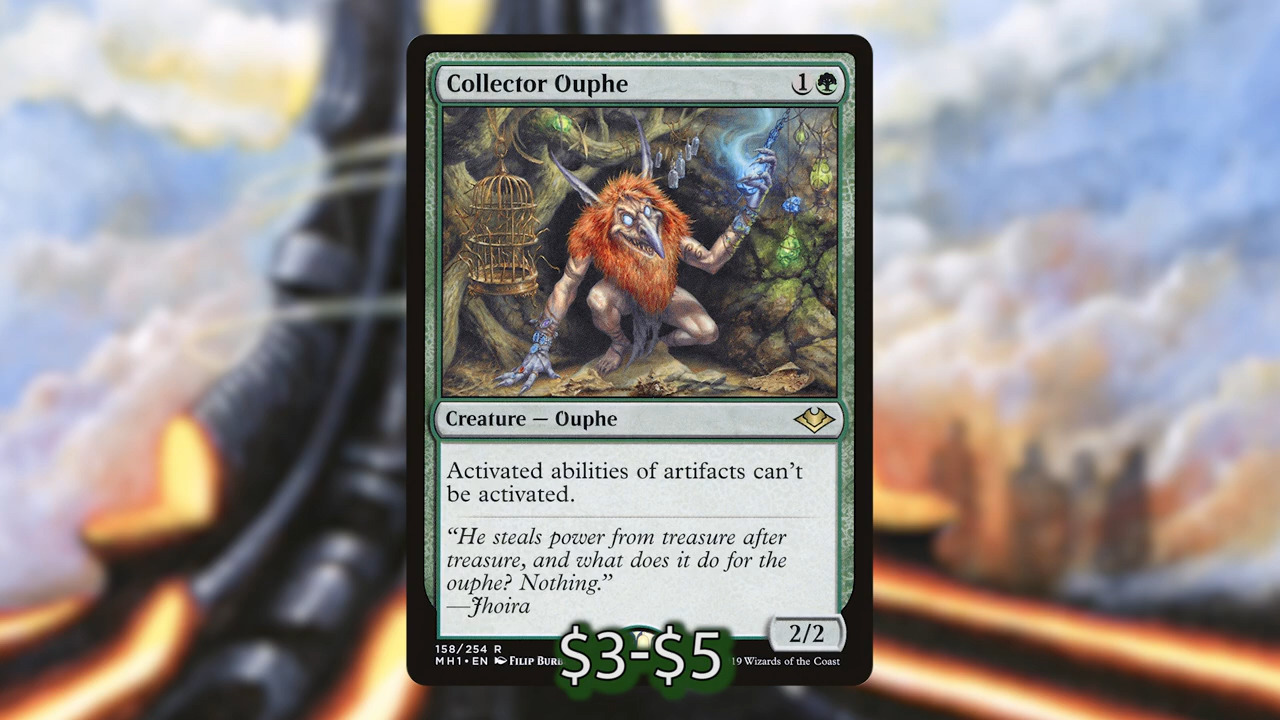 Collector Ouphe 1
Creature — Ouphe
Activated abilities of artifacts can’t
be activated.
“He steals power from treasure after
treasure, and what does it do for the
ouphe? Nothing.”
—Jhoira
2/2
158/254 R
MH1 • EN FILIP 19 Wizards of the Coast
$3-$5